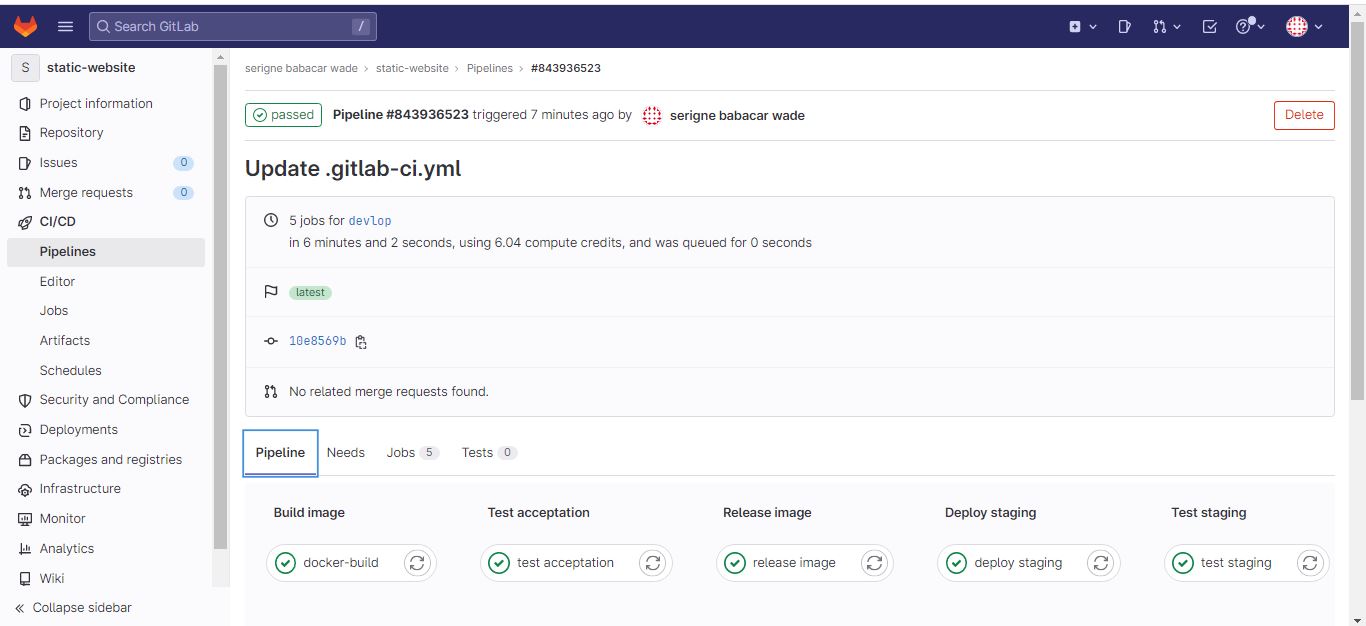 Search GitLab /
S static-website
Project information
Repository
Issues 0
Merge requests 0
CI/CD
Pipelines
Editor
Jobs
Artifacts
Schedules
Security and Compliance
Deployments
Packages and registries
Infrastructure
Monitor
Analytics
Wiki
« Collapse sidebar
serigne babacar wade › static-website › Pipelines › #843936523
passed Pipeline #843936523 triggered 7 minutes ago by serigne babacar wade Delete
Update .gitlab-ci.yml
5 jobs for devlop
in 6 minutes and 2 seconds, using 6.04 compute credits, and was queued for 0 seconds
latest
10e8569b
No related merge requests found.
Pipeline Needs Jobs 5 Tests 0
Build image Test acceptation Release image Deploy staging Test staging
docker-build test acceptation release image deploy staging test staging